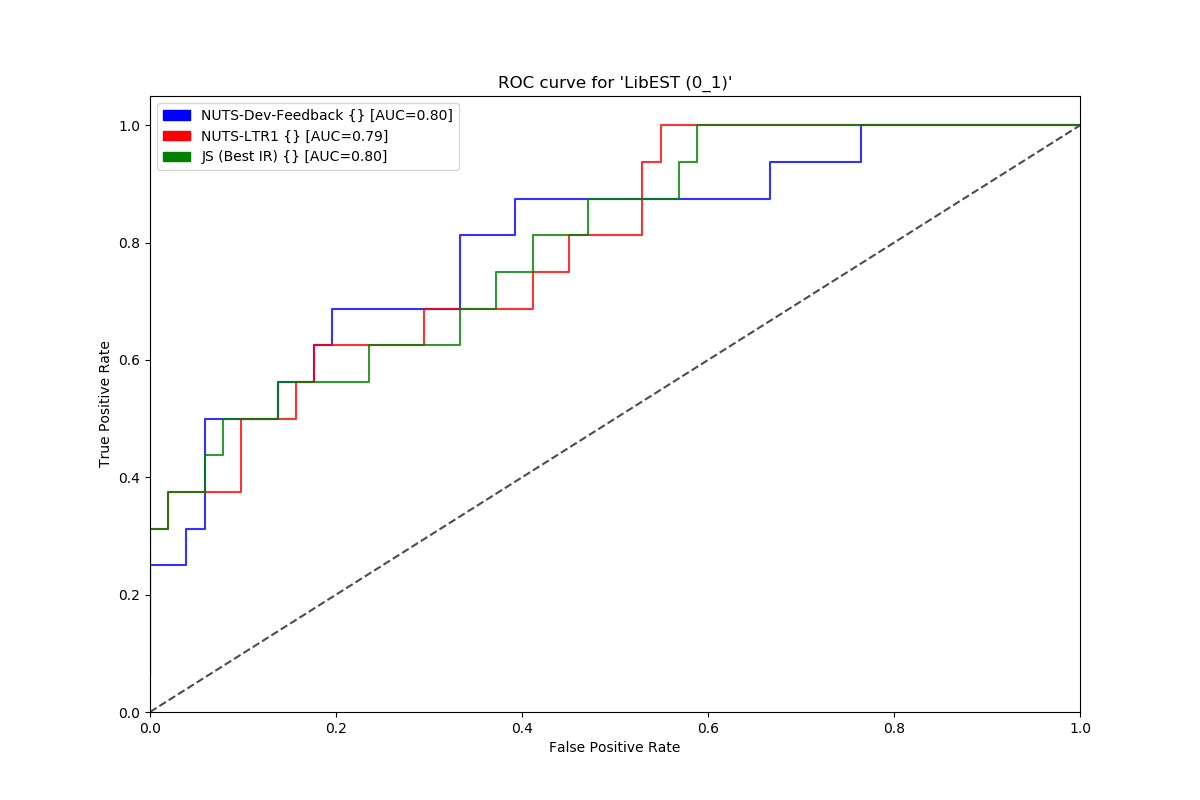 ROC curve for 'LibEST (0_1)'
NUTS-Dev-Feedback {} [AUC=0.80]
NUTS-LTR1 {} [AUC=0.79]
JS (Best IR) {} [AUC=0.80]
1.0
0.8
0.6
0.4
0.2
0.0
True Positive Rate
0.0 0.2 0.4 0.6 0.8 1.0
False Positive Rate